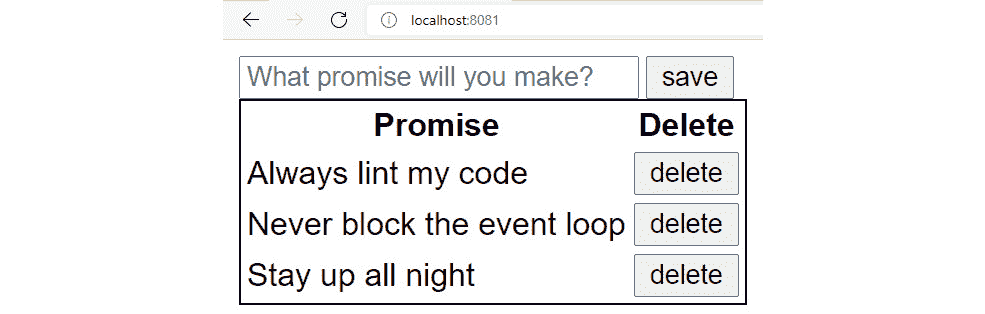 localhost:8081
What promise will you make? save
Promise Delete
Always lint my code delete
Never block the event loop delete
Stay up all night delete